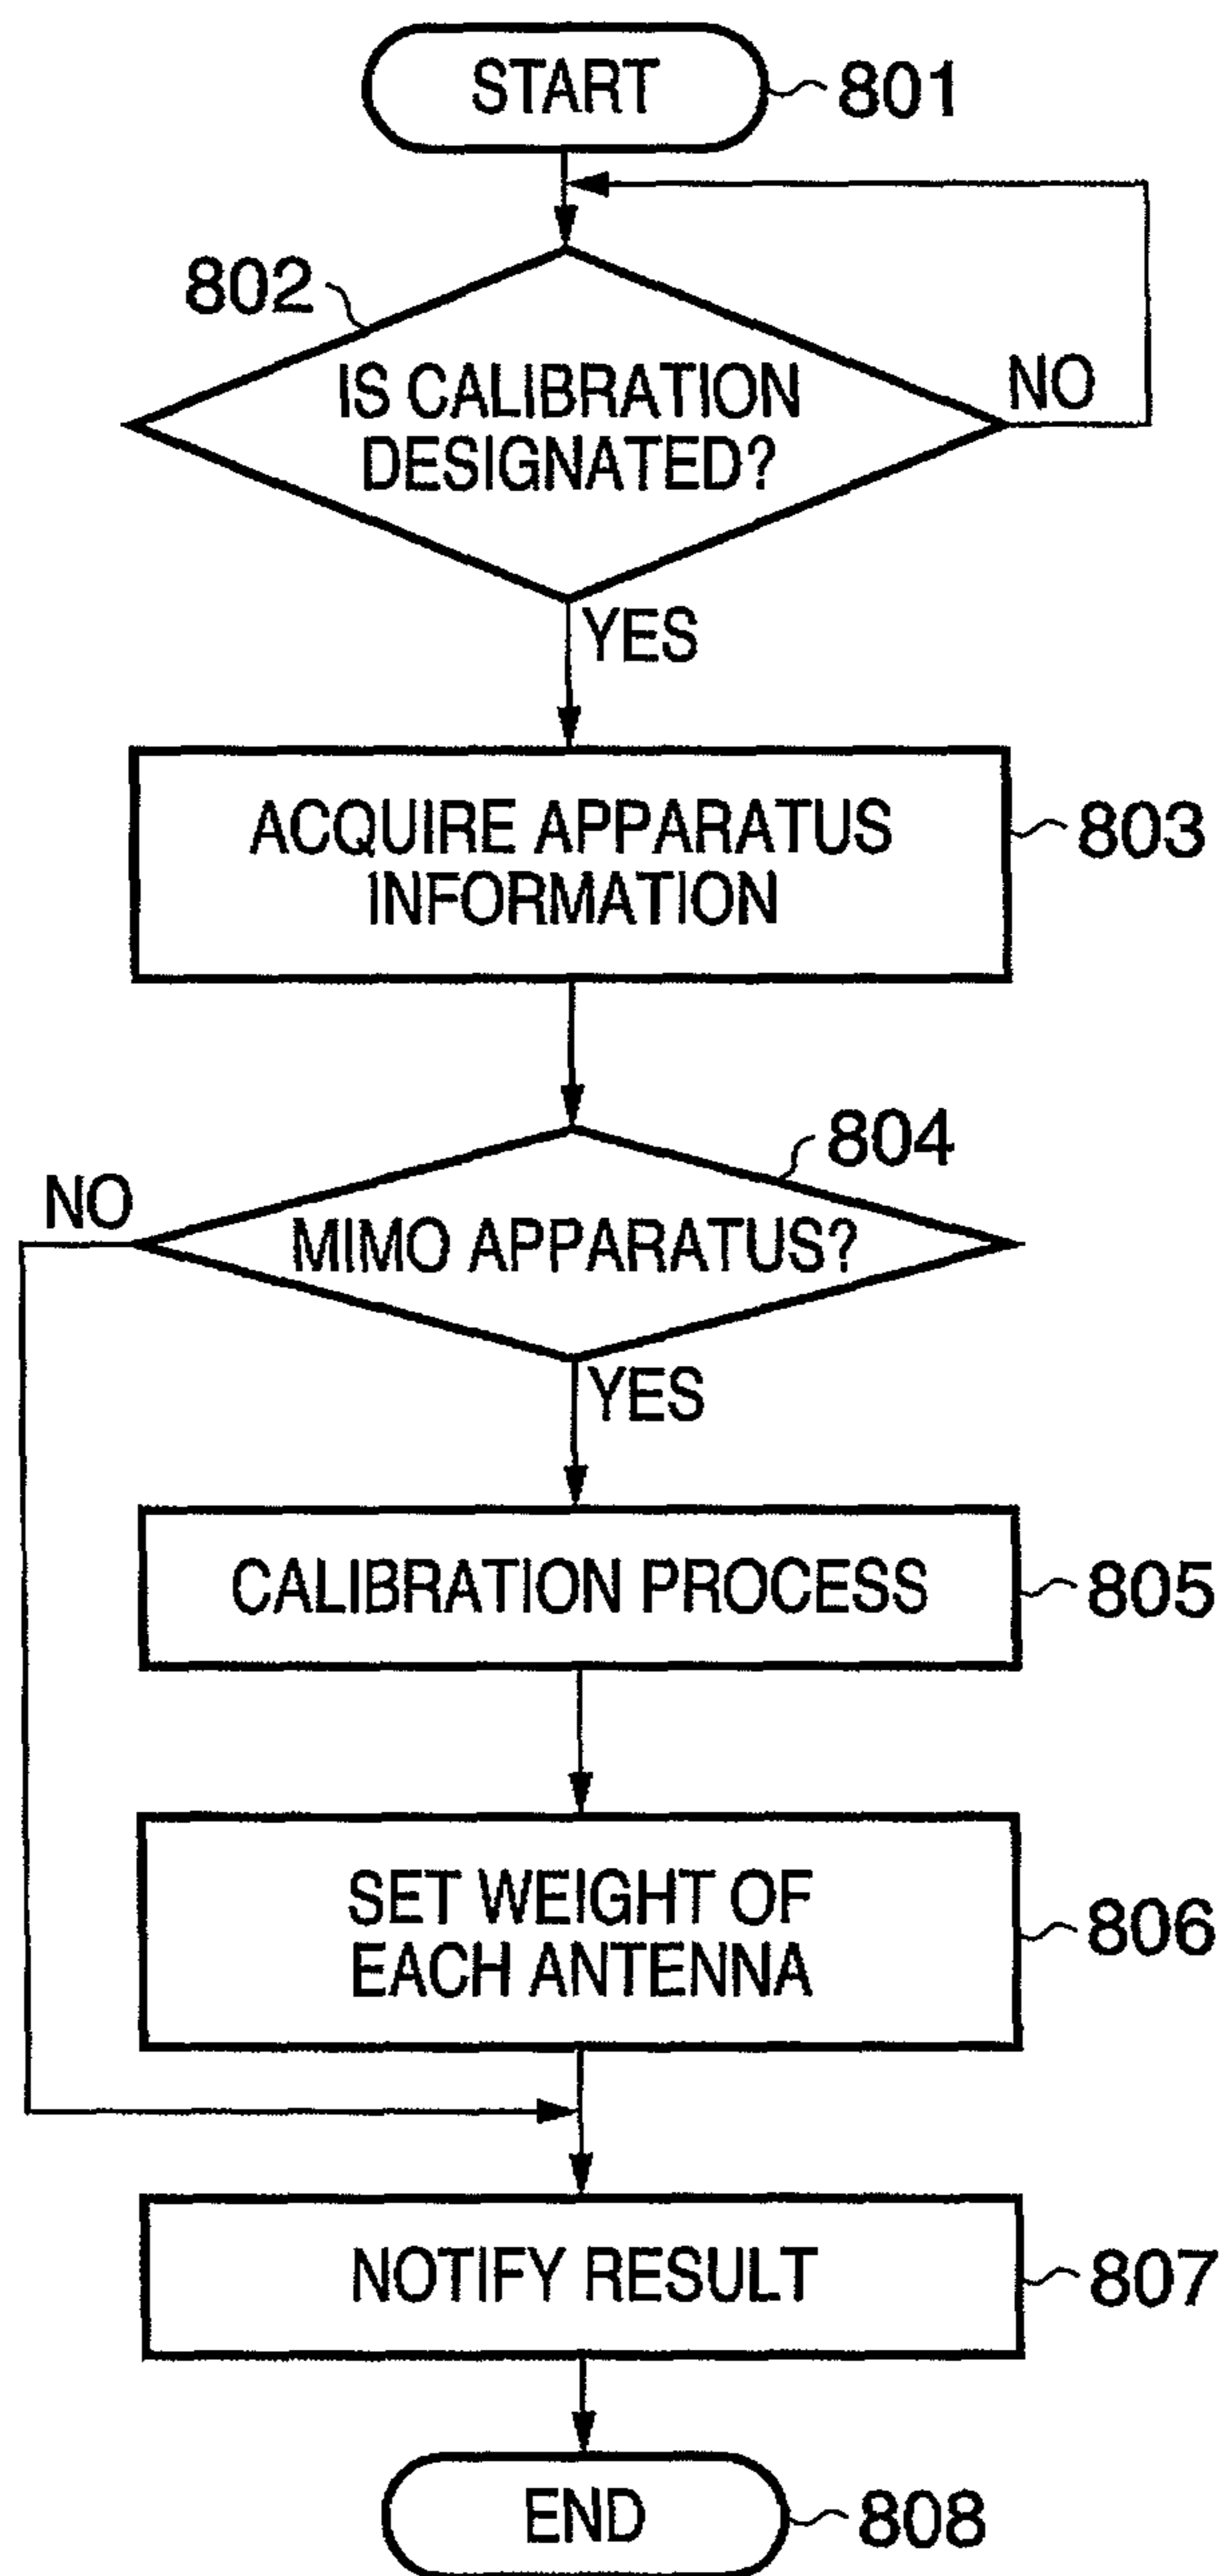 START
801
802
IS CALIBRATION
DESIGNATED?
NO
YES
ACQUIRE APPARATUS
INFORMATION
803
804
NO
MIMO APPARATUS?
YES
CALIBRATION PROCESS
805
SET WEIGHT OF
EACH ANTENNA
806
NOTIFY RESULT
807
END
808